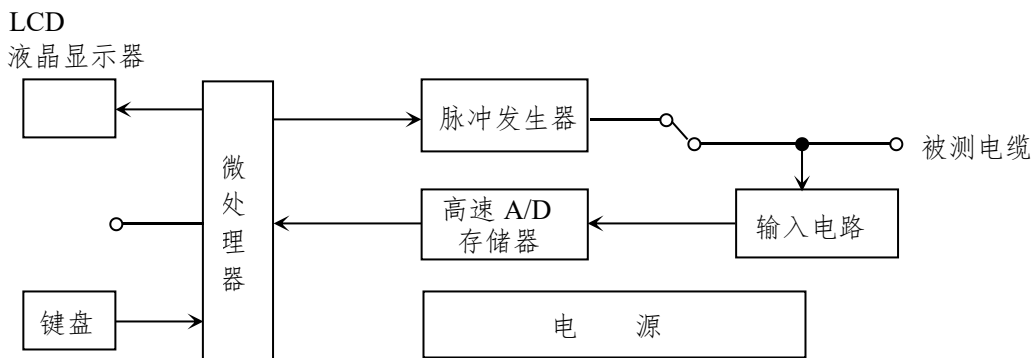 LCD
液晶显示器
脉冲发生器
被测电缆
微处理器
高速 A/D
存储器
输入电路
键盘
电 源